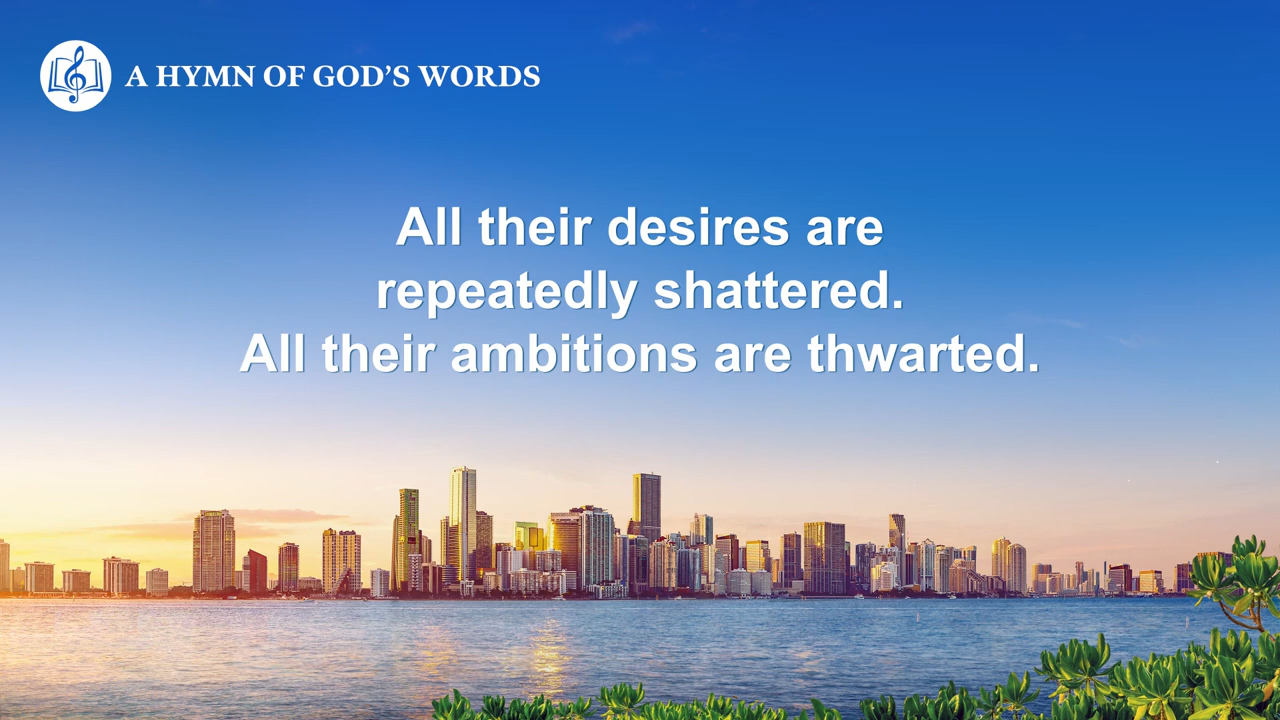 A HYMN OF GOD'S WORDS
All their desires are
repeatedly shattered.
All their ambitions are thwarted.